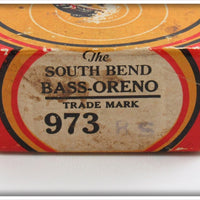 The
SOUTH BEND
BASS-ORENO
TRADE MARK
973